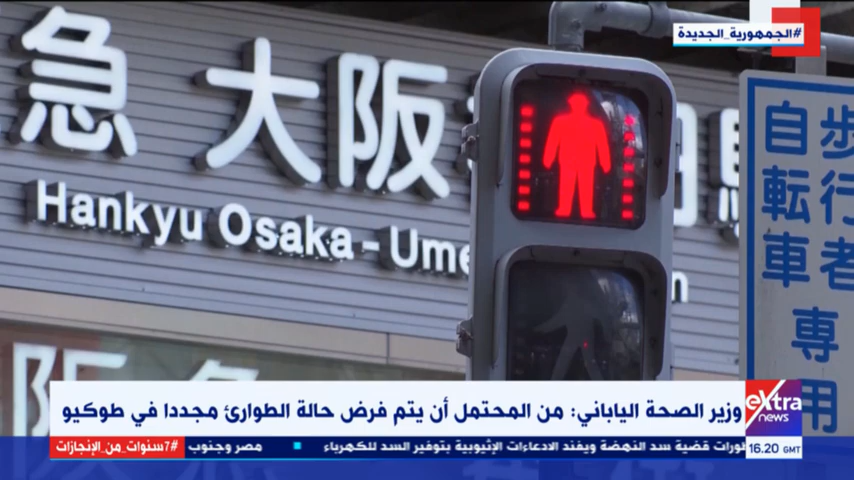 #الجمهورية_الجديدة
急 大阪
Hankyu Osaka-Ume
自転車
歩行者
専用
阪
وزير الصحة الياباني: من المحتمل أن يتم فرض حالة الطوارئ مجددا في طوكيو
eXtra
news
16.20 GMT
#7سنوات_من_الإنجازات
مصر وجنوب
لورات قضية سد النهضة ويفند الادعاءات الإثيوبية بتوفير السد للكهرباء